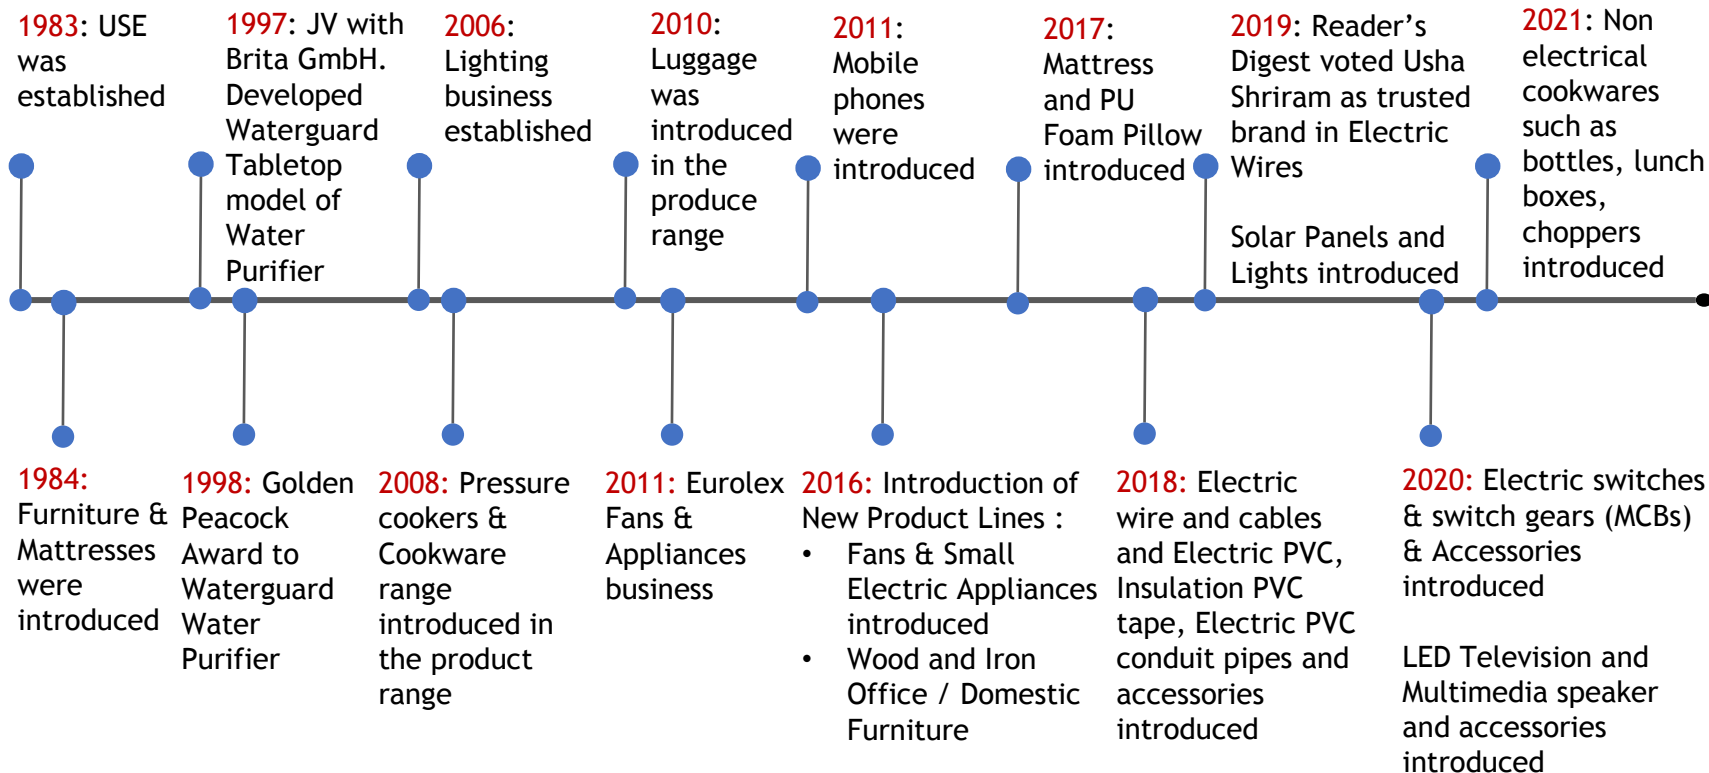 1983: USE
was
established
1997: JV with
Brita GmbH.
Developed
Waterguard
Tabletop
model of
Water
Purifier
2006:
Lighting
business
established
2010:
Luggage
was
introduced
in the
produce
range
2011:
Mobile
phones
were
introduced
2017:
Mattress
and PU
Foam Pillow
introduced
2019: Reader’s
Digest voted Usha
Shriram as trusted
brand in Electric
Wires
Solar Panels and
Lights introduced
2021: Non
electrical
cookwares
such as
bottles, lunch
boxes,
choppers
introduced
1984:
Furniture &
Mattresses
were
introduced
1998: Golden
Peacock
Award to
Waterguard
Water
Purifier
2008: Pressure
cookers &
Cookware
range
introduced in
the product
range
2011: Eurolex
Fans &
Appliances
business
2016: Introduction of
New Product Lines :
• Fans & Small
Electric Appliances
introduced
• Wood and Iron
Office / Domestic
Furniture
2018: Electric
wire and cables
and Electric PVC,
Insulation PVC
tape, Electric PVC
conduit pipes and
accessories
introduced
2020: Electric switches
& switch gears (MCBs)
& Accessories
introduced
LED Television and
Multimedia speaker
and accessories
introduced